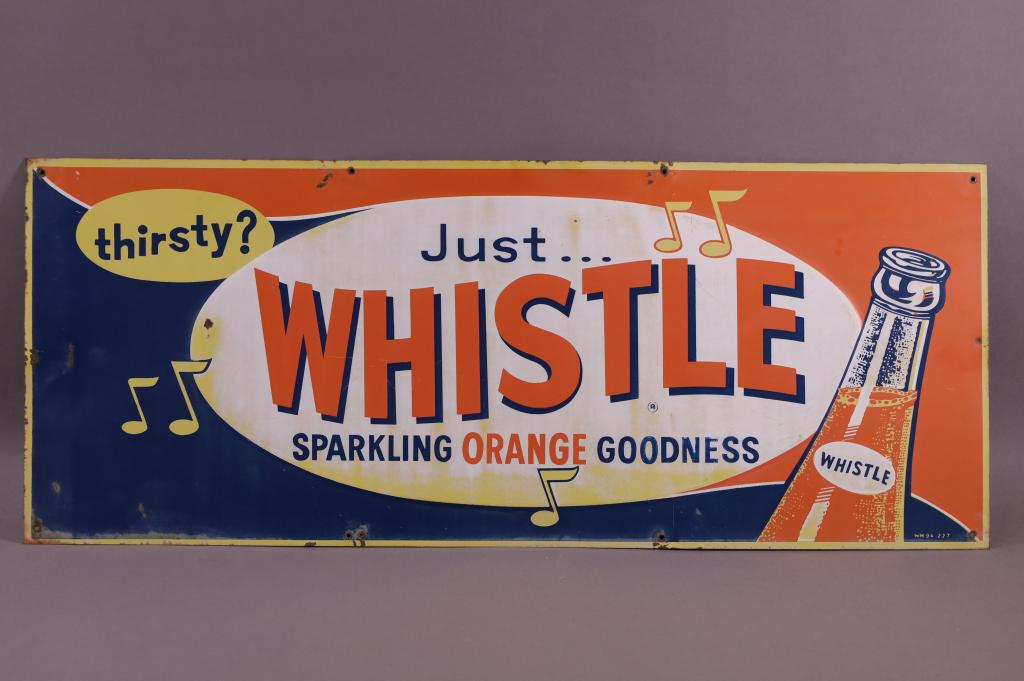 thirsty?
Just...
WHISTLE
®
SPARKLING ORANGE GOODNESS
WHISTLE